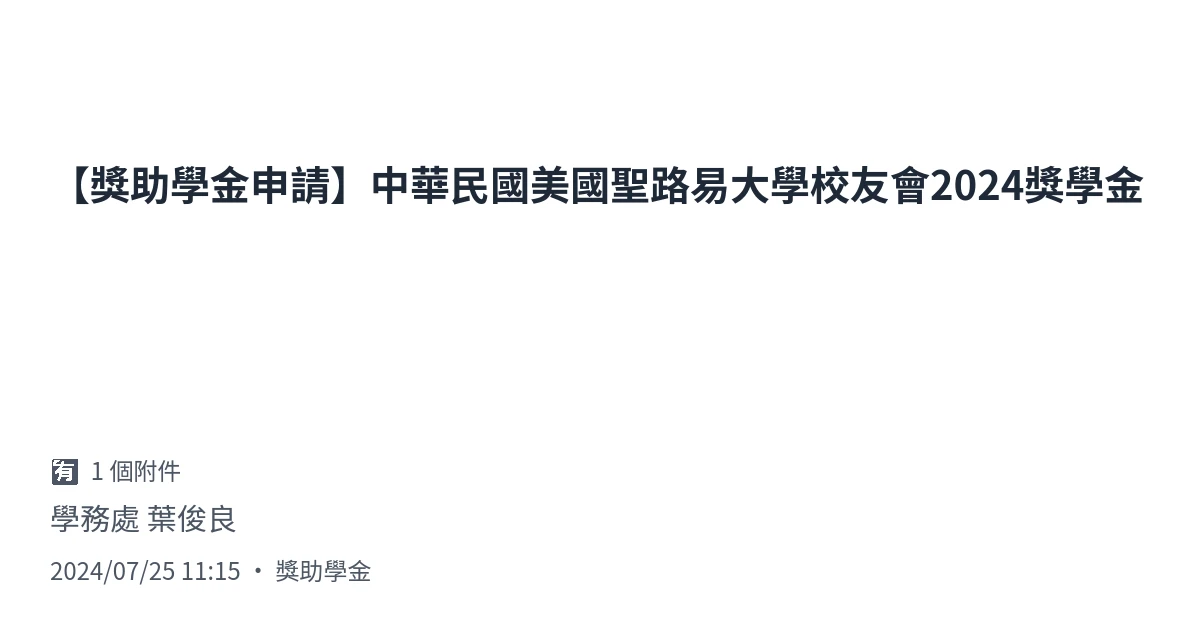 【獎助學金申請】中華民國美國聖路易大學校友會2024獎學金
🈶 1 個附件
學務處 葉俊良
2024/07/25 11:15 • 獎助學金